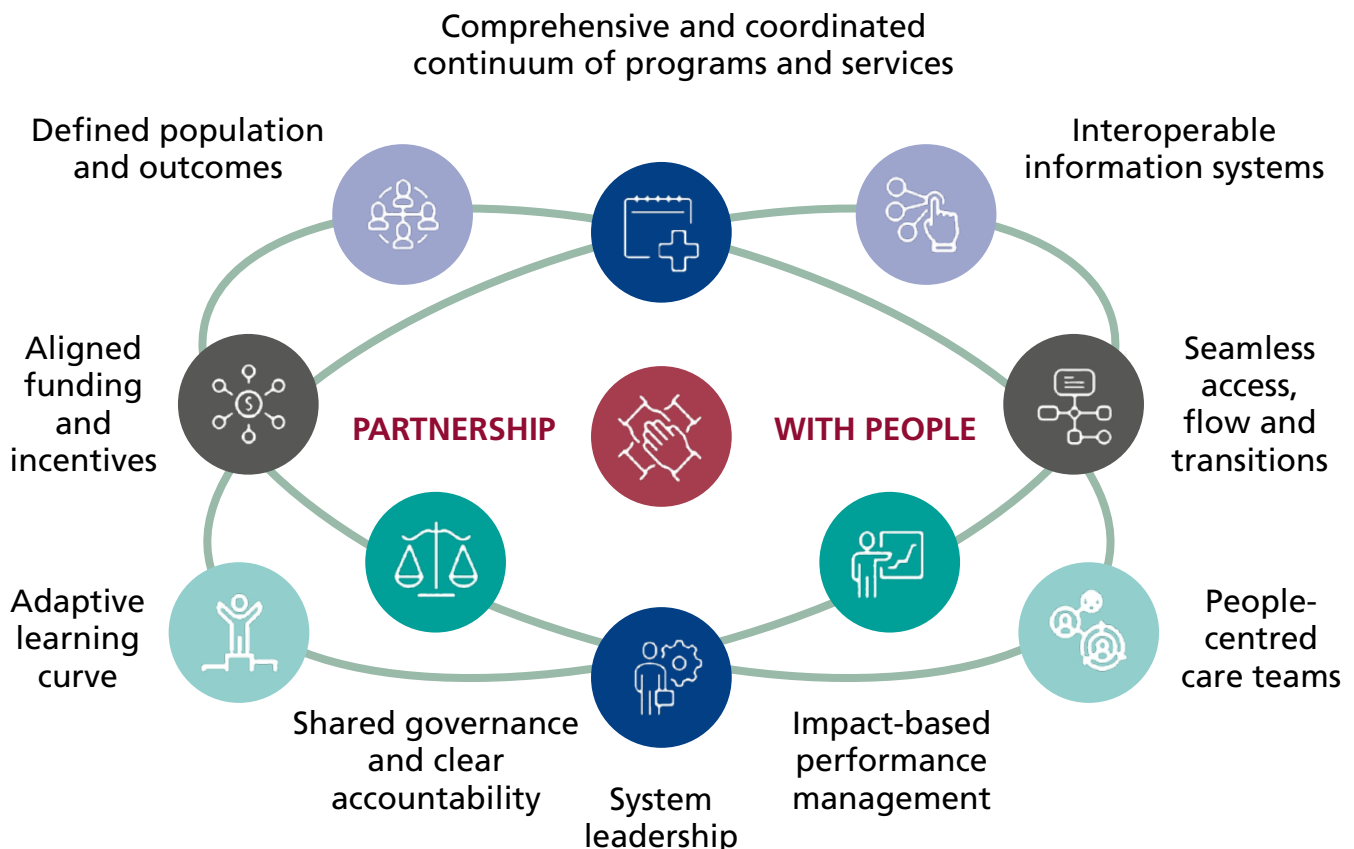 Comprehensive and coordinated
continuum of programs and services
Defined population
and outcomes
Interoperable
information systems
Aligned
funding
and
incentives
PARTNERSHIP
WITH PEOPLE
Seamless
access,
flow and
transitions
Adaptive
learning
curve
People-
centred
care teams
Shared governance
and clear
accountability
System
leadership
Impact-based
performance
management